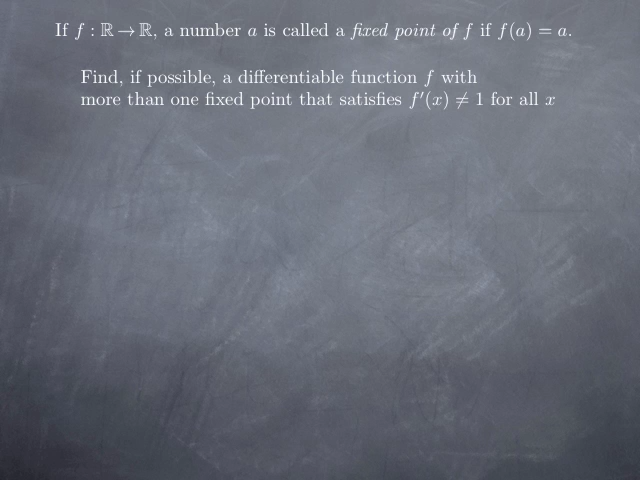 If f : ℝ → ℝ, a number a is called a fixed point of f if f(a) = a.
Find, if possible, a differentiable function f with
more than one fixed point that satisfies f′(x) ≠ 1 for all x